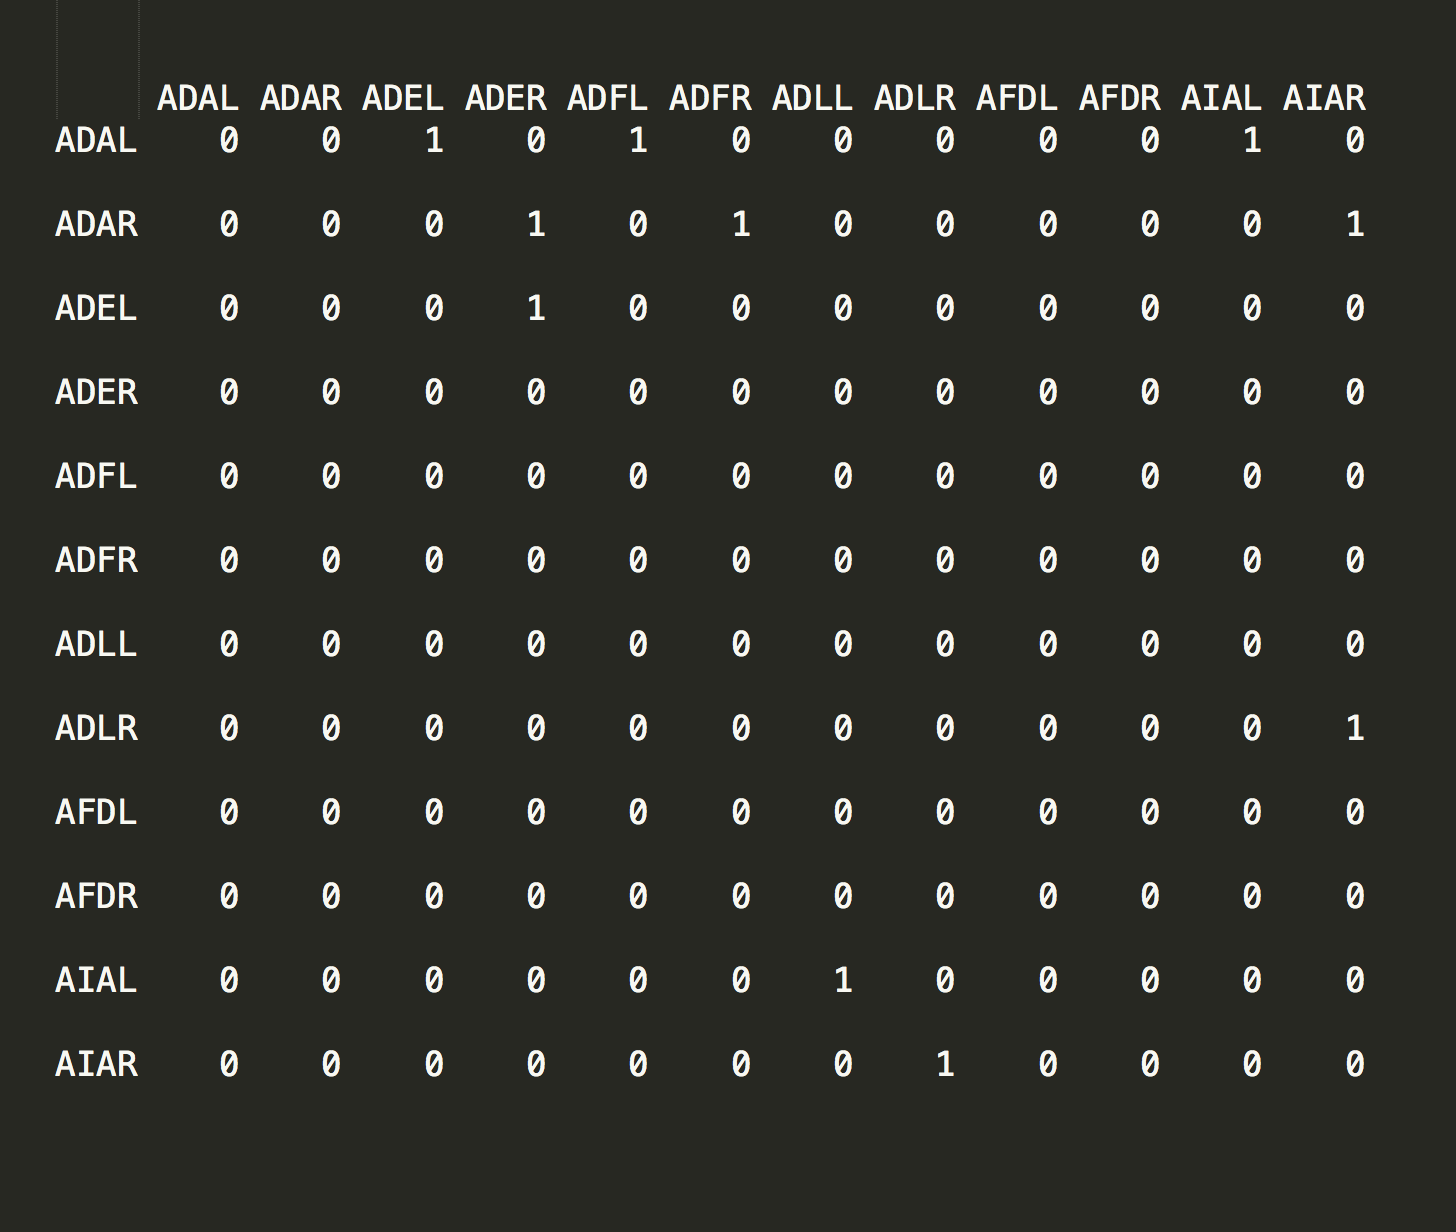 ADAL ADAR ADEL ADER ADFL ADFR ADLL ADLR AFDL AFDR AIAL AIAR
ADAL 0 0 1 0 1 0 0 0 0 0 1 0
ADAR 0 0 0 1 0 1 0 0 0 0 0 1
ADEL 0 0 0 1 0 0 0 0 0 0 0 0
ADER 0 0 0 0 0 0 0 0 0 0 0 0
ADFL 0 0 0 0 0 0 0 0 0 0 0 0
ADFR 0 0 0 0 0 0 0 0 0 0 0 0
ADLL 0 0 0 0 0 0 0 0 0 0 0 0
ADLR 0 0 0 0 0 0 0 0 0 0 0 1
AFDL 0 0 0 0 0 0 0 0 0 0 0 0
AFDR 0 0 0 0 0 0 0 0 0 0 0 0
AIAL 0 0 0 0 0 0 1 0 0 0 0 0
AIAR 0 0 0 0 0 0 0 1 0 0 0 0